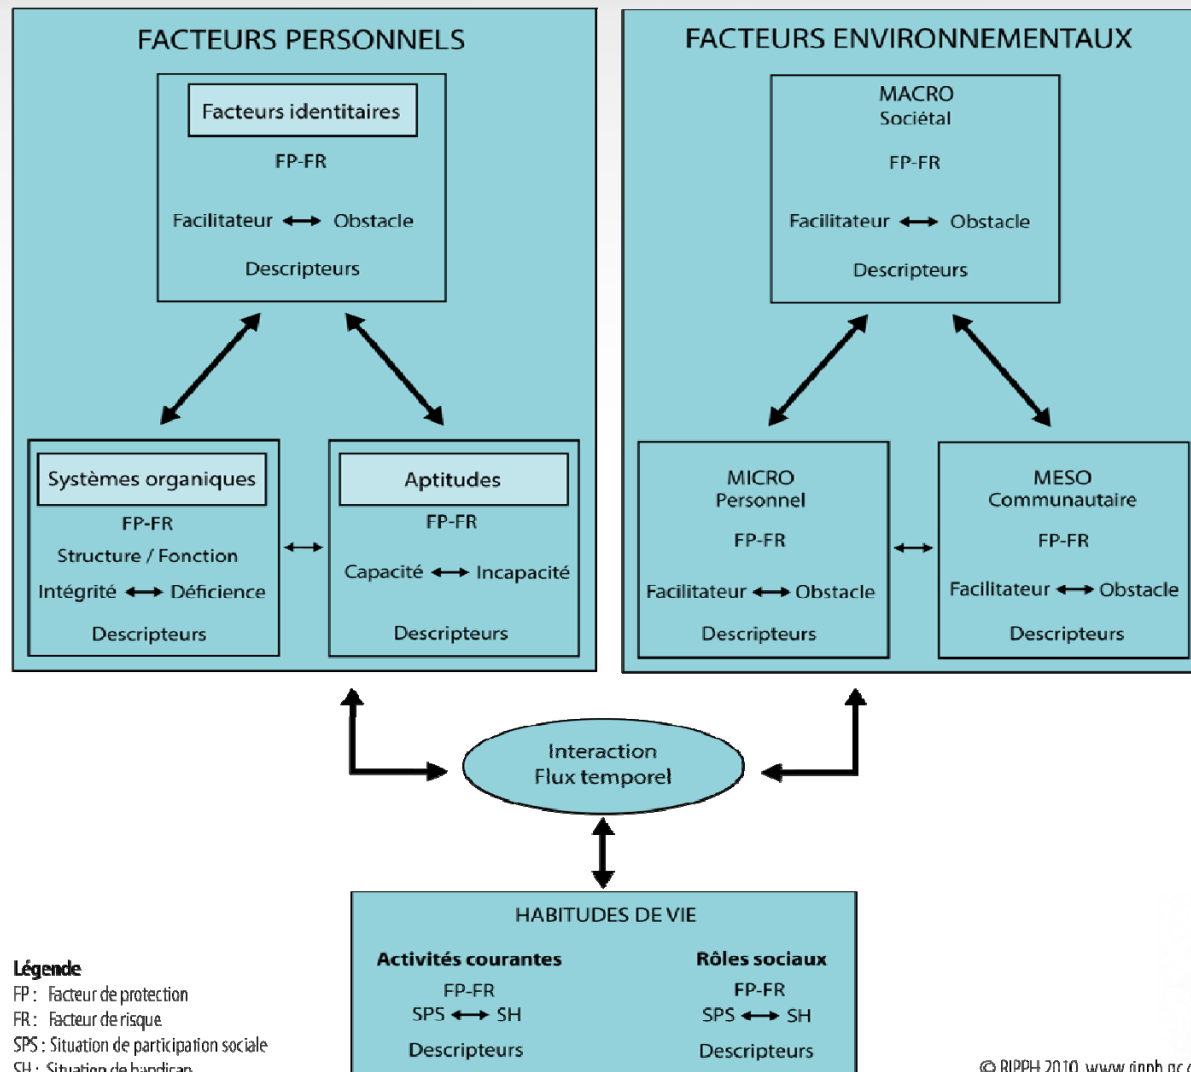 FACTEURS PERSONNELS
Facteurs identitaires
FP-FR
Facilitateur ↔ Obstacle
Descripteurs
Systèmes organiques
FP-FR
Structure / Fonction
Intégrité ↔ Déficience
Descripteurs
Aptitudes
FP-FR
Capacité ↔ Incapacité
Descripteurs
FACTEURS ENVIRONNEMENTAUX
MACRO
Sociétal
FP-FR
Facilitateur ↔ Obstacle
Descripteurs
MICRO
Personnel
FP-FR
Facilitateur ↔ Obstacle
Descripteurs
MESO
Communautaire
FP-FR
Facilitateur ↔ Obstacle
Descripteurs
Interaction
Flux temporel
HABITUDES DE VIE
Activités courantes
FP-FR
SPS ↔ SH
Descripteurs
Rôles sociaux
FP-FR
SPS ↔ SH
Descripteurs
Légende
FP : Facteur de protection
FR : Facteur de risque
SPS : Situation de participation sociale
SH : Situation de handicap
© RIPPH 2010